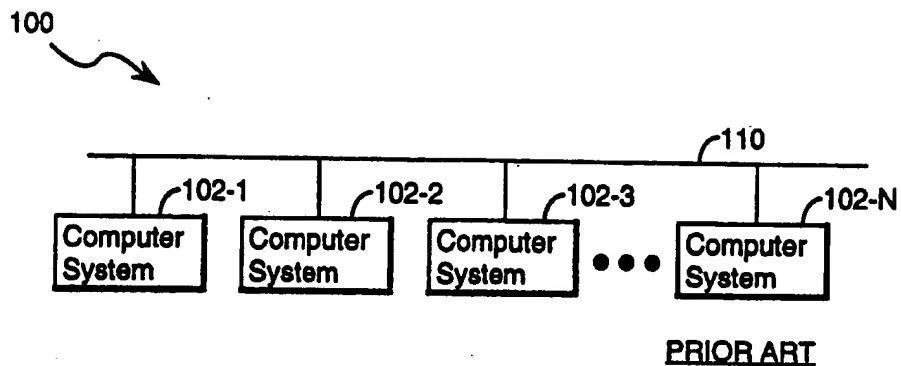 100
110
102-1
102-2
102-3
102-N
Computer
System
Computer
System
Computer
System
Computer
System
PRIOR ART